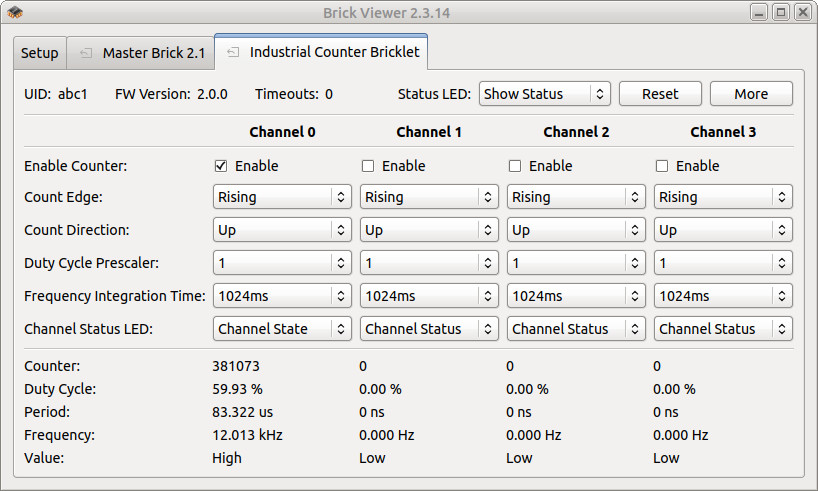 Brick Viewer 2.3.14
Setup Master Brick 2.1 Industrial Counter Bricklet
UID: abc1 FW Version: 2.0.0 Timeouts: 0 Status LED: Show Status Reset More
Channel 0 Channel 1 Channel 2 Channel 3
Enable Counter: Enable Enable Enable Enable
Count Edge: Rising Rising Rising Rising
Count Direction: Up Up Up Up
Duty Cycle Prescaler: 1 1 1 1
Frequency Integration Time: 1024ms 1024ms 1024ms 1024ms
Channel Status LED: Channel State Channel Status Channel Status Channel Status
Counter: 381073 0 0 0
Duty Cycle: 59.93 % 0.00 % 0.00 % 0.00 %
Period: 83.322 us 0 ns 0 ns 0 ns
Frequency: 12.013 kHz 0.000 Hz 0.000 Hz 0.000 Hz
Value: High Low Low Low